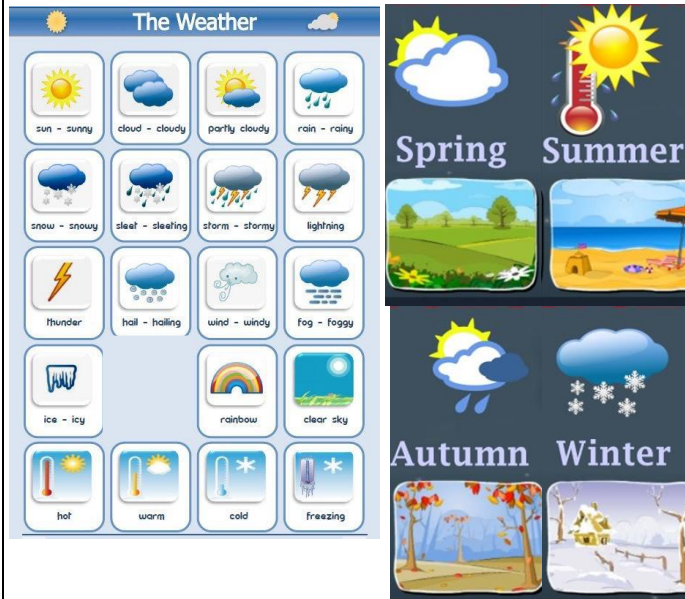 The Weather
sun - sunny
cloud - cloudy
partly cloudy
rain - rainy
snow - snowy
sleet - sleeting
storm - stormy
lightning
thunder
hail - hailing
wind - windy
fog - foggy
ice - icy
rainbow
clear sky
hot
warm
cold
freezing
Spring
Summer
Autumn
Winter